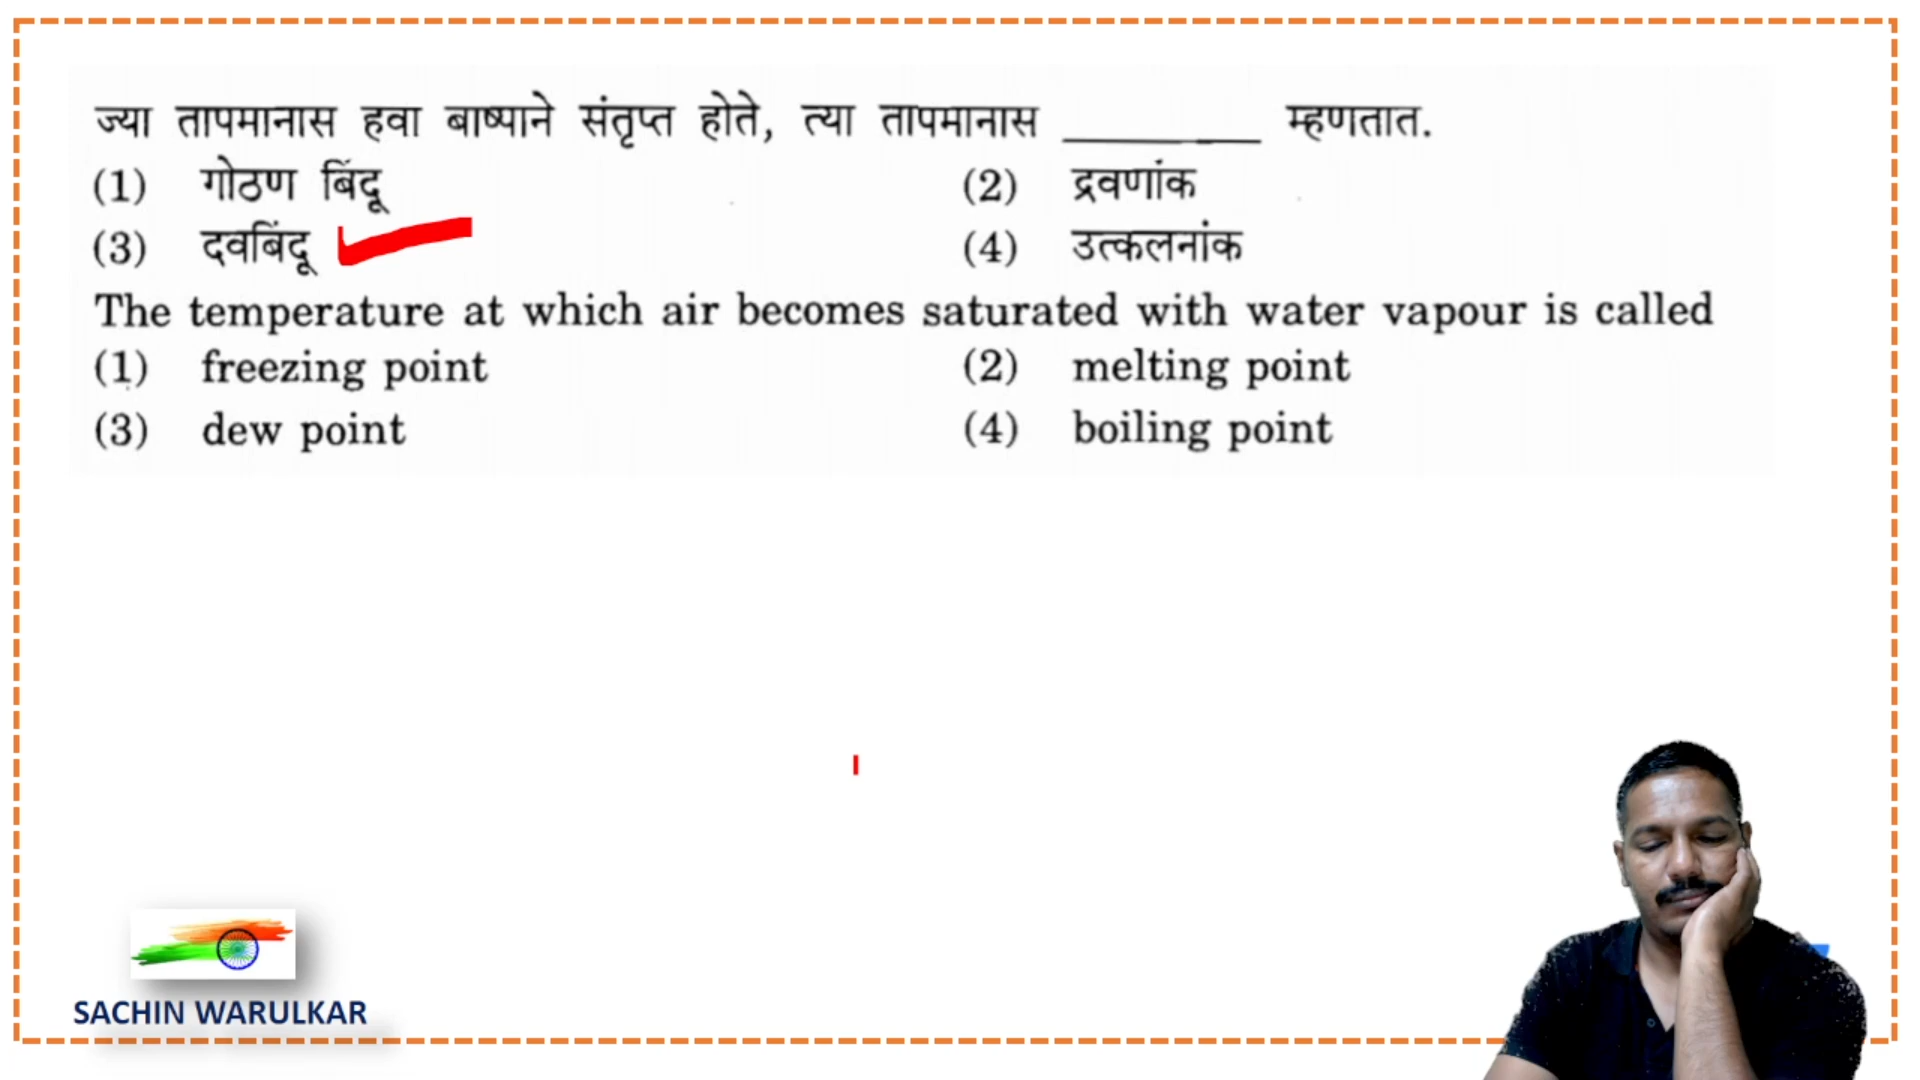 ज्या तापमानास हवा बाष्पाने संतृप्त होते, त्या तापमानास ________ म्हणतात.
(1) गोठण बिंदू (2) द्रवणांक
(3) दवबिंदू (4) उत्कलनांक
The temperature at which air becomes saturated with water vapour is called
(1) freezing point (2) melting point
(3) dew point (4) boiling point
SACHIN WARULKAR